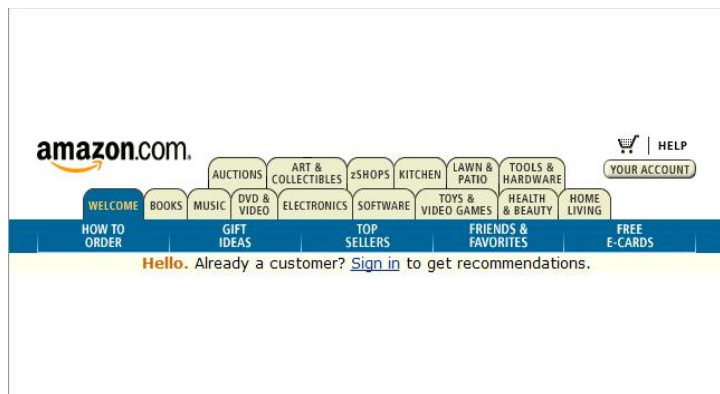 amazon.com.
HELP
YOUR ACCOUNT
AUCTIONS
ART &
COLLECTIBLES
zSHOPS
KITCHEN
LAWN &
PATIO
TOOLS &
HARDWARE
WELCOME
BOOKS
MUSIC
DVD &
VIDEO
ELECTRONICS
SOFTWARE
TOYS &
VIDEO GAMES
HEALTH
& BEAUTY
HOME
LIVING
HOW TO
ORDER
GIFT
IDEAS
TOP
SELLERS
FRIENDS &
FAVORITES
FREE
E-CARDS
Hello. Already a customer? Sign in to get recommendations.